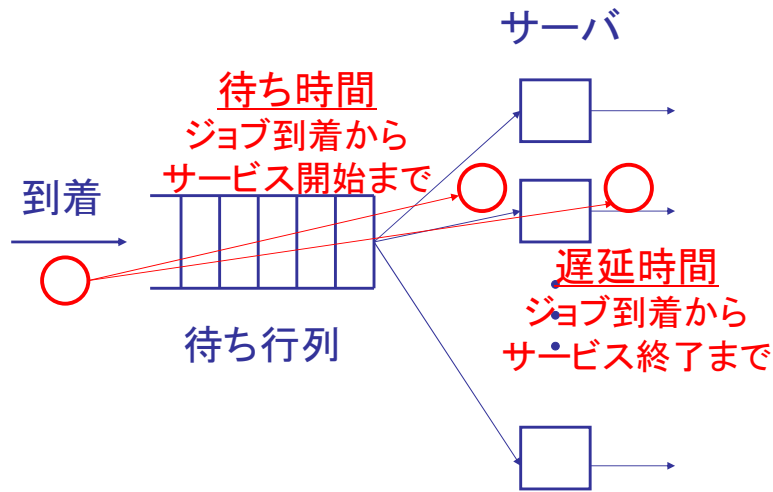 サーバ
待ち時間
ジョブ到着から
サービス開始まで
到着
遅延時間
ジョブ到着から
サービス終了まで
待ち行列